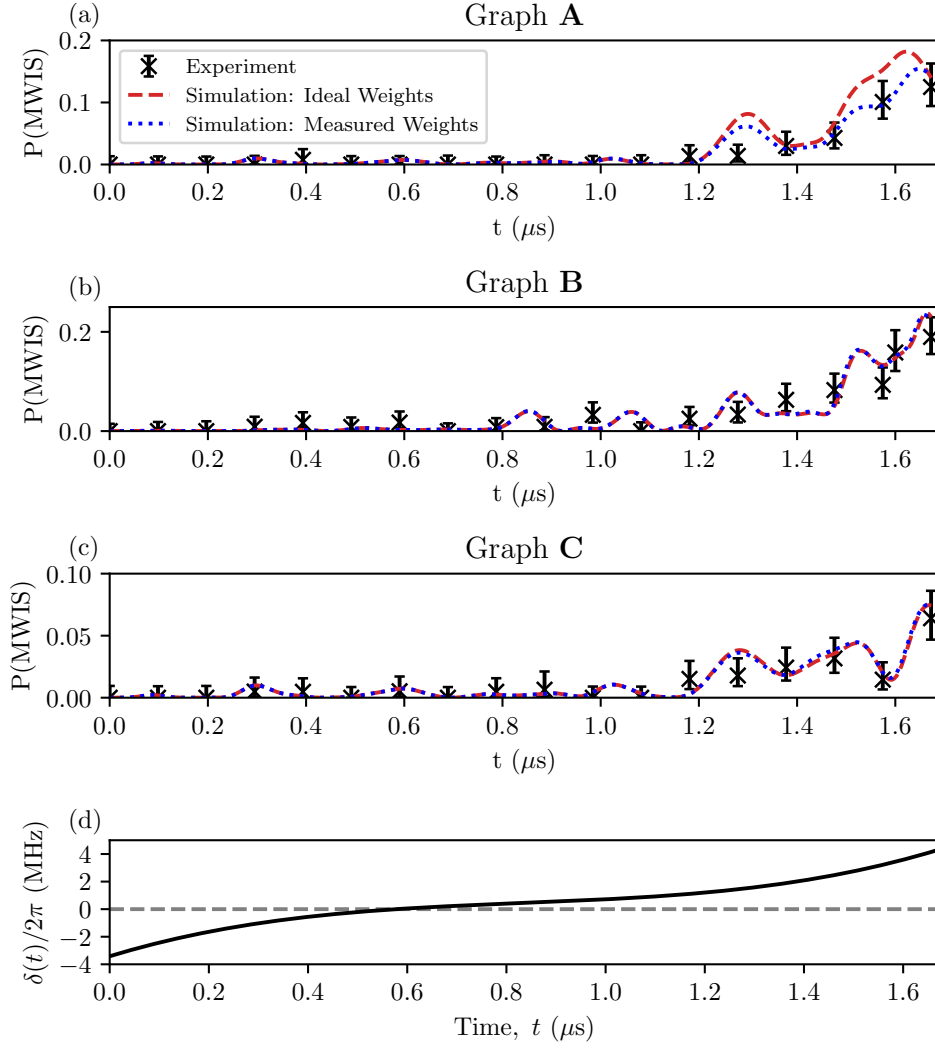 (a)
Graph A
P(MWIS)
0.2
0.1
0.0
Experiment
Simulation: Ideal Weights
Simulation: Measured Weights
0.0 0.2 0.4 0.6 0.8 1.0 1.2 1.4 1.6
t (μs)
(b)
Graph B
P(MWIS)
0.2
0.0
0.0 0.2 0.4 0.6 0.8 1.0 1.2 1.4 1.6
t (μs)
(c)
Graph C
P(MWIS)
0.10
0.05
0.00
0.0 0.2 0.4 0.6 0.8 1.0 1.2 1.4 1.6
t (μs)
(d)
δ(t)/2π (MHz)
4
2
0
−2
−4
0.0 0.2 0.4 0.6 0.8 1.0 1.2 1.4 1.6
Time, t (μs)